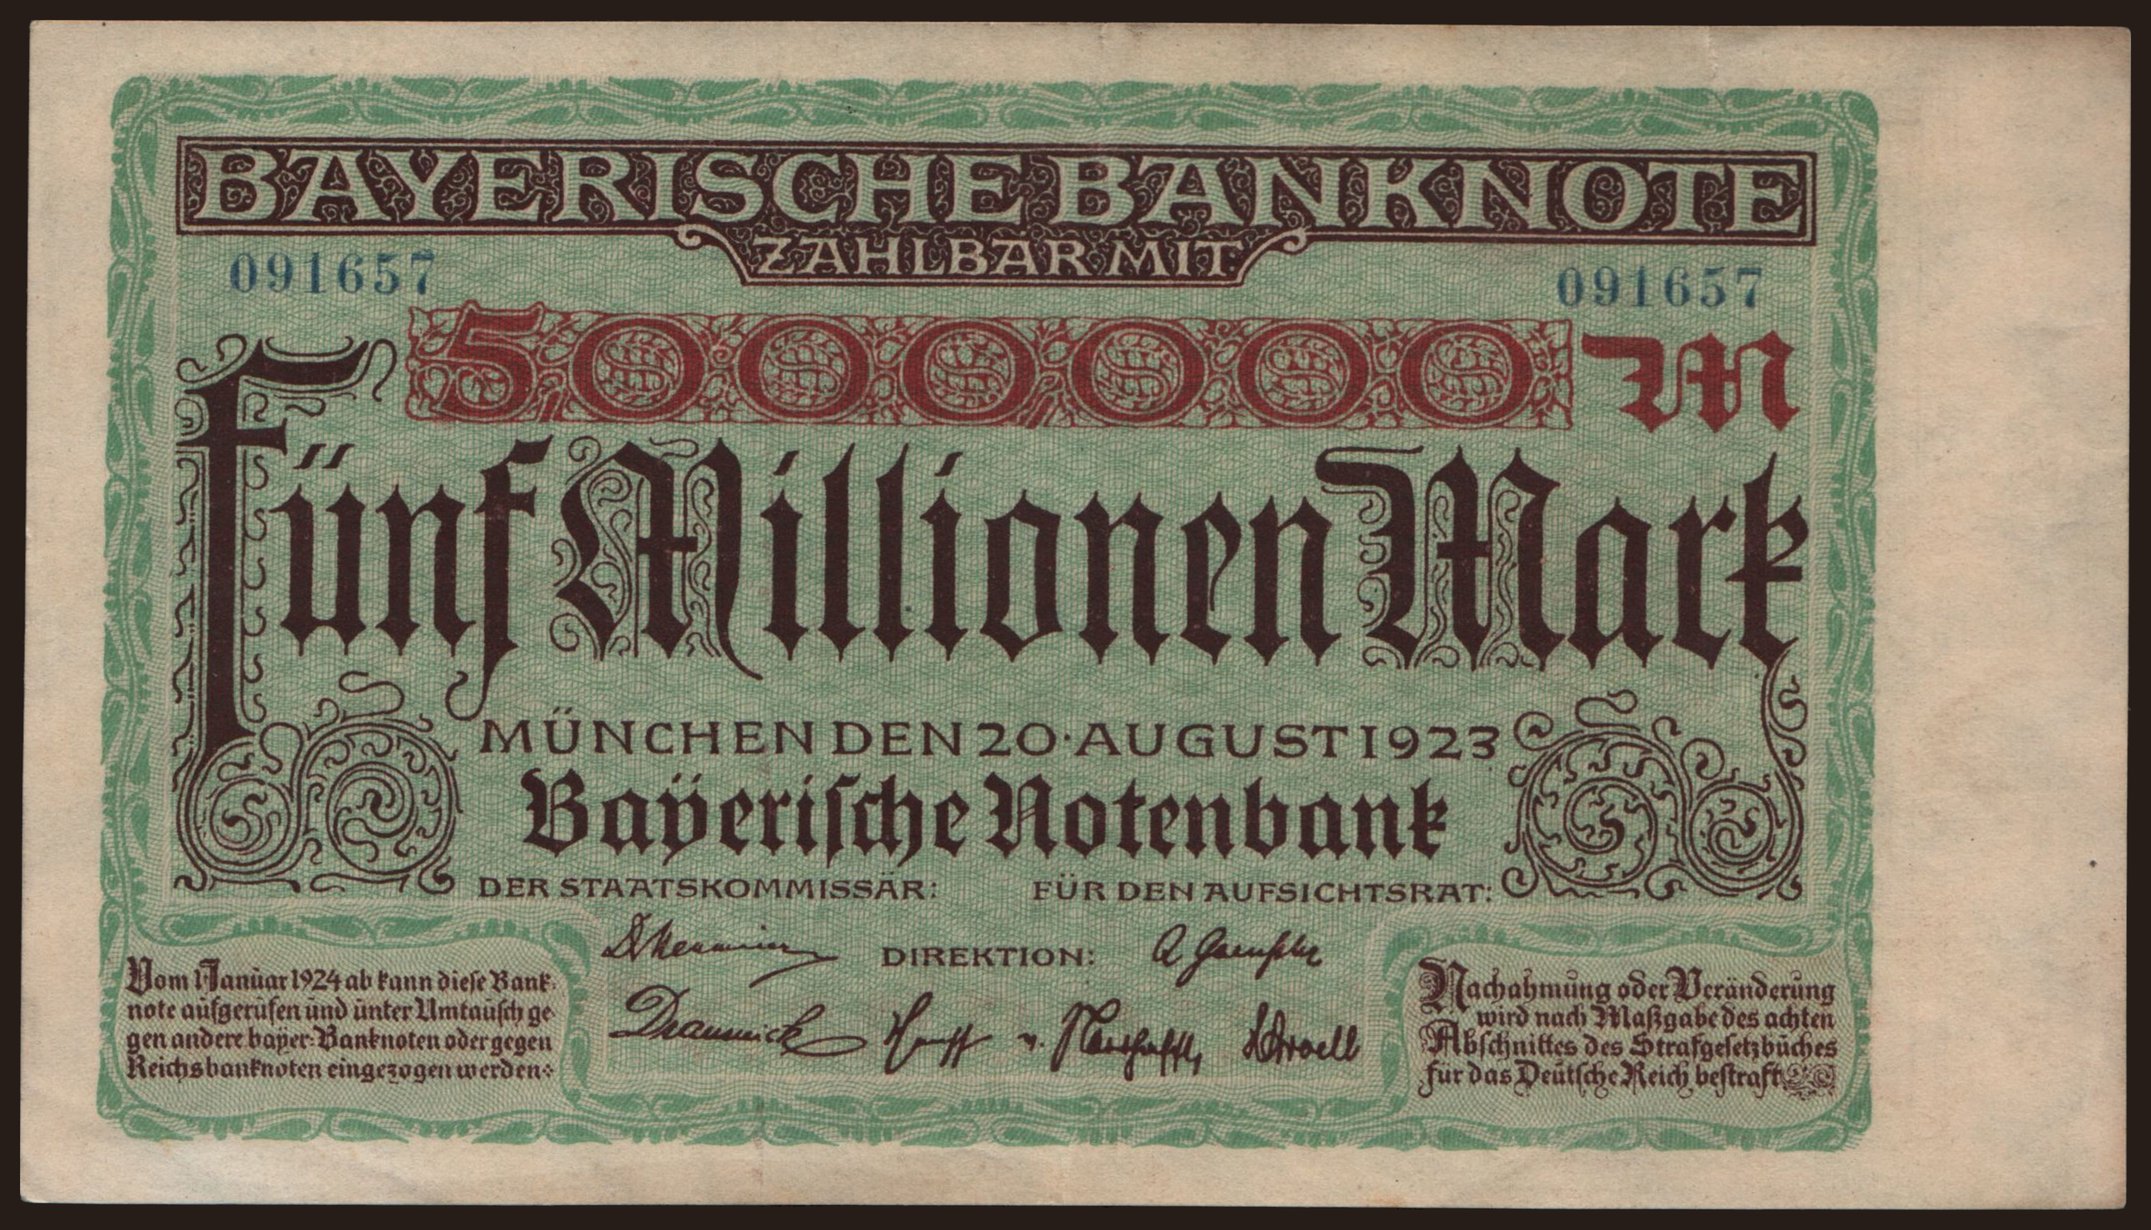 BAYERISCHE BANKNOTE
ZAHLBAR MIT
091657 091657
5000000 M
Fünf Millionen Mark
MÜNCHEN DEN 20·AUGUST 1923
Baÿeriſche Notenbank
DER STAATSKOMMISSÄR: FÜR DEN AUFSICHTSRAT:
DIREKTION:
Vom 1. Januar 1924 ab kann dieſe Bank-
note aufgerufen und unter Umtauſch ge-
gen andere bayer: Banknoten oder gegen
Reichsbanknoten eingezogen werden
Nachahmung oder Veränderung
wird nach Maßgabe des achten
Abſchnittes des Strafgeſetzbuches
für das Deutſche Reich beſtraft